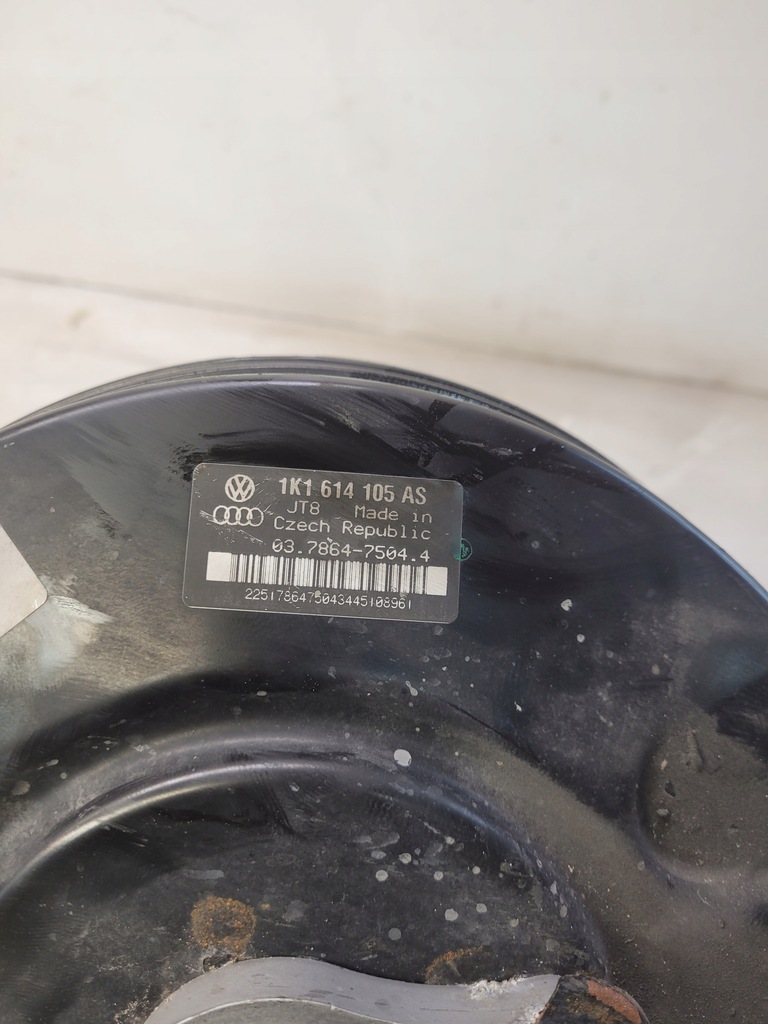 1K1 614 105 AS
JT8 Made in
Czech Republic
03.7864-7504.4
2251786475043445108961